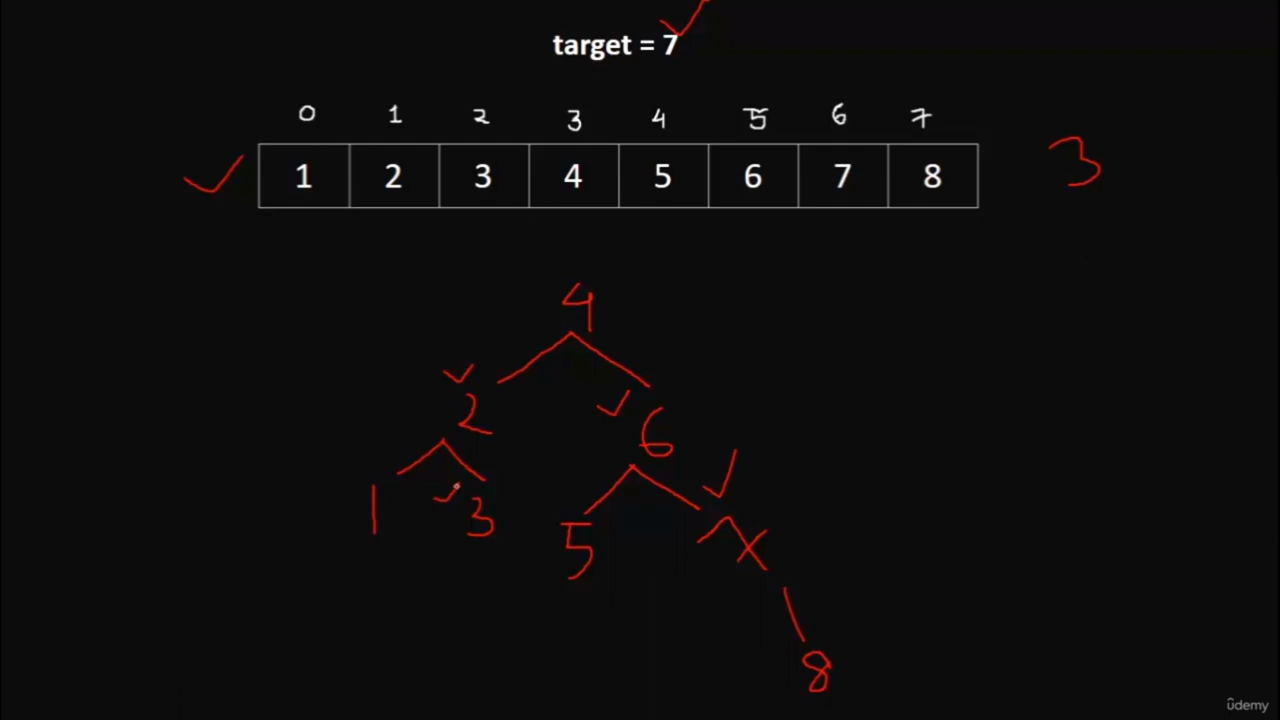 target = 7
0 1 2 3 4 5 6 7
1 2 3 4 5 6 7 8
3
4
2 6
1 3 5 7
8
ûdemy